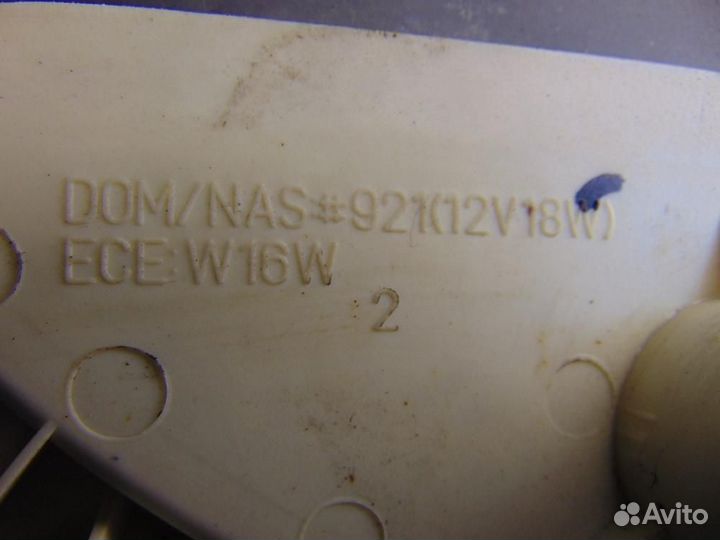 DOM/NAS#921(12V18W)
ECE:W16W
2
Avito